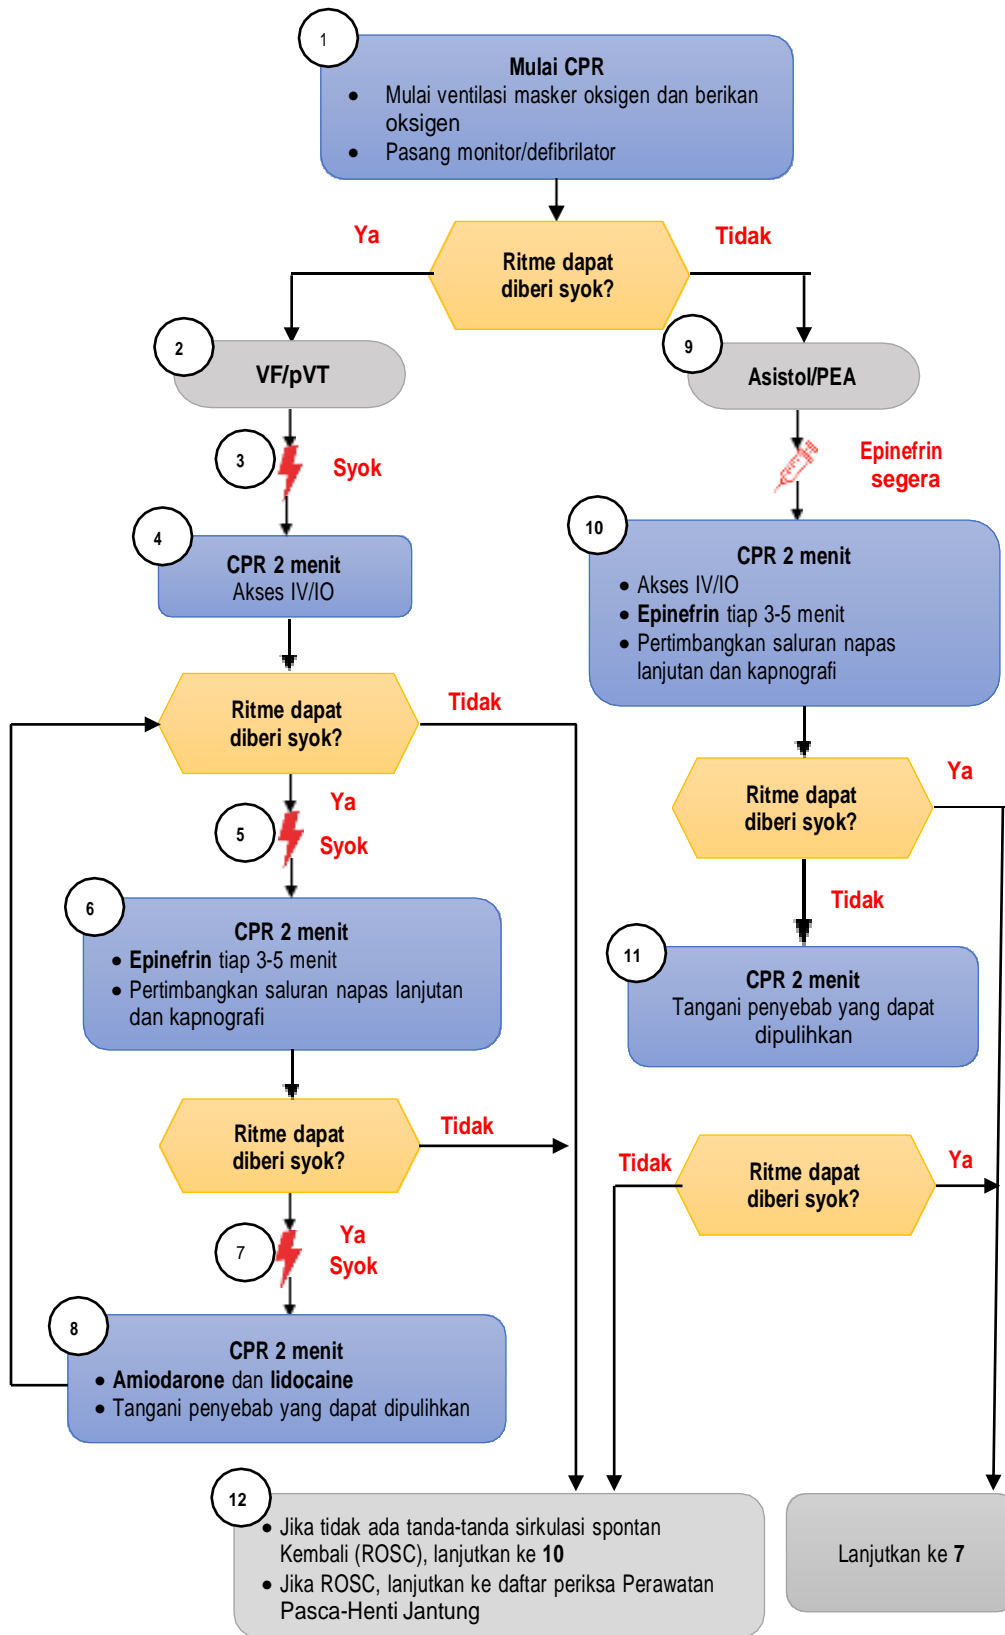 1
Mulai CPR
• Mulai ventilasi masker oksigen dan berikan
oksigen
• Pasang monitor/defibrilator
Ya
Tidak
Ritme dapat
diberi syok?
2
VF/pVT
9
Asistol/PEA
3
Syok
Epinefrin
segera
4
CPR 2 menit
Akses IV/IO
10
CPR 2 menit
• Akses IV/IO
• Epinefrin tiap 3-5 menit
• Pertimbangkan saluran napas
lanjutan dan kapnografi
Ritme dapat
diberi syok?
Tidak
Ya
Syok
5
Ritme dapat
diberi syok?
Ya
Tidak
6
CPR 2 menit
• Epinefrin tiap 3-5 menit
• Pertimbangkan saluran napas lanjutan
dan kapnografi
11
CPR 2 menit
Tangani penyebab yang dapat
dipulihkan
Ritme dapat
diberi syok?
Tidak
Tidak
Ritme dapat
diberi syok?
Ya
7
Ya
Syok
8
CPR 2 menit
• Amiodarone dan lidocaine
• Tangani penyebab yang dapat dipulihkan
12
• Jika tidak ada tanda-tanda sirkulasi spontan
Kembali (ROSC), lanjutkan ke 10
• Jika ROSC, lanjutkan ke daftar periksa Perawatan
Pasca-Henti Jantung
Lanjutkan ke 7